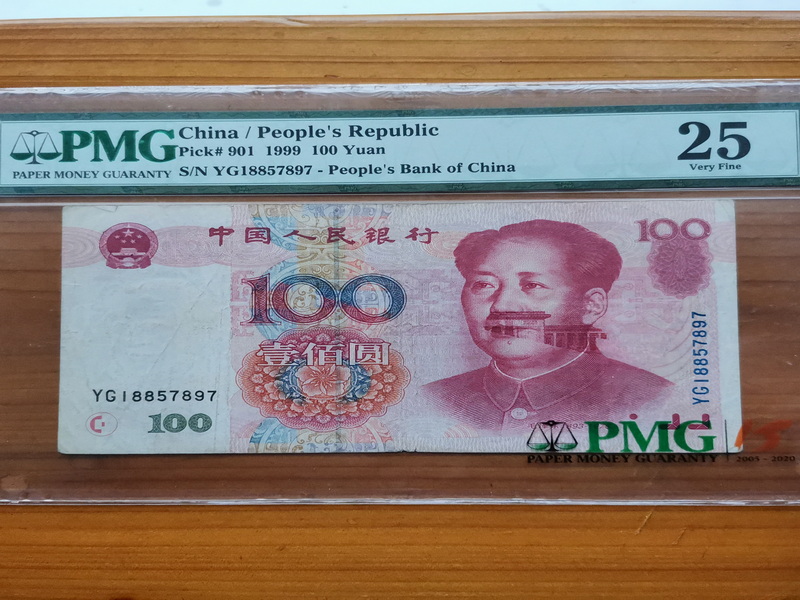 PMG
PAPER MONEY GUARANTY
China / People's Republic
Pick# 901 1999 100 Yuan
S/N YG18857897 - People's Bank of China
25
Very Fine
中国人民银行
100
100
壹佰圆
YG18857897
100
YG18857897
PMG
PAPER MONEY GUARANTY
15
2005 - 2020